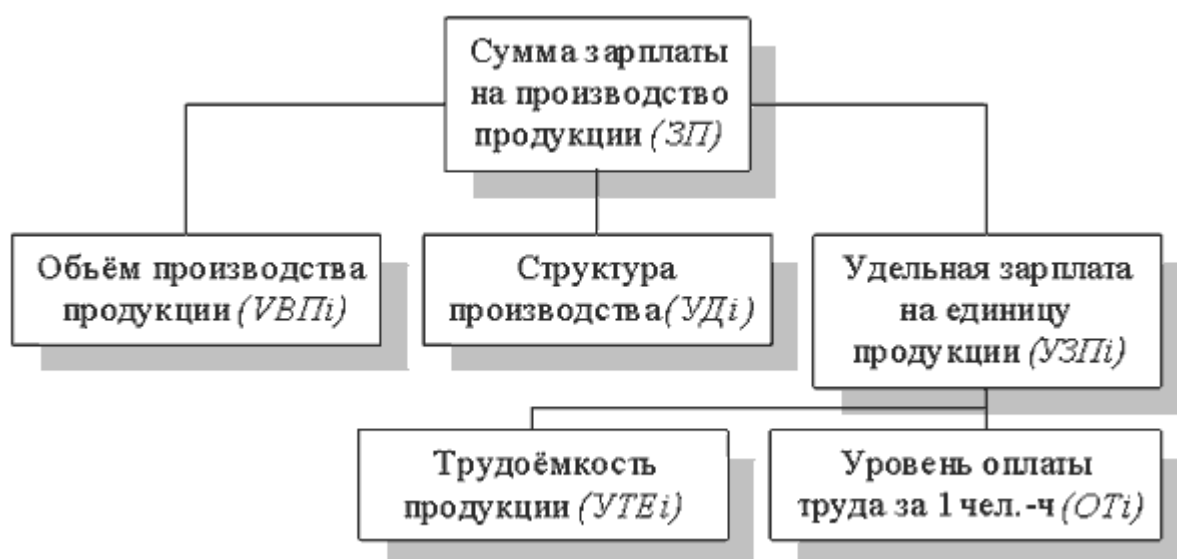 Сумма зарплаты
на производство
продукции (ЗП)
Объём производства
продукции (VВПi)
Структура
производства(УДi)
Удельная зарплата
на единицу
продукции (УЗПi)
Трудоёмкость
продукции (УТЕi)
Уровень оплаты
труда за 1 чел.-ч (ОТi)